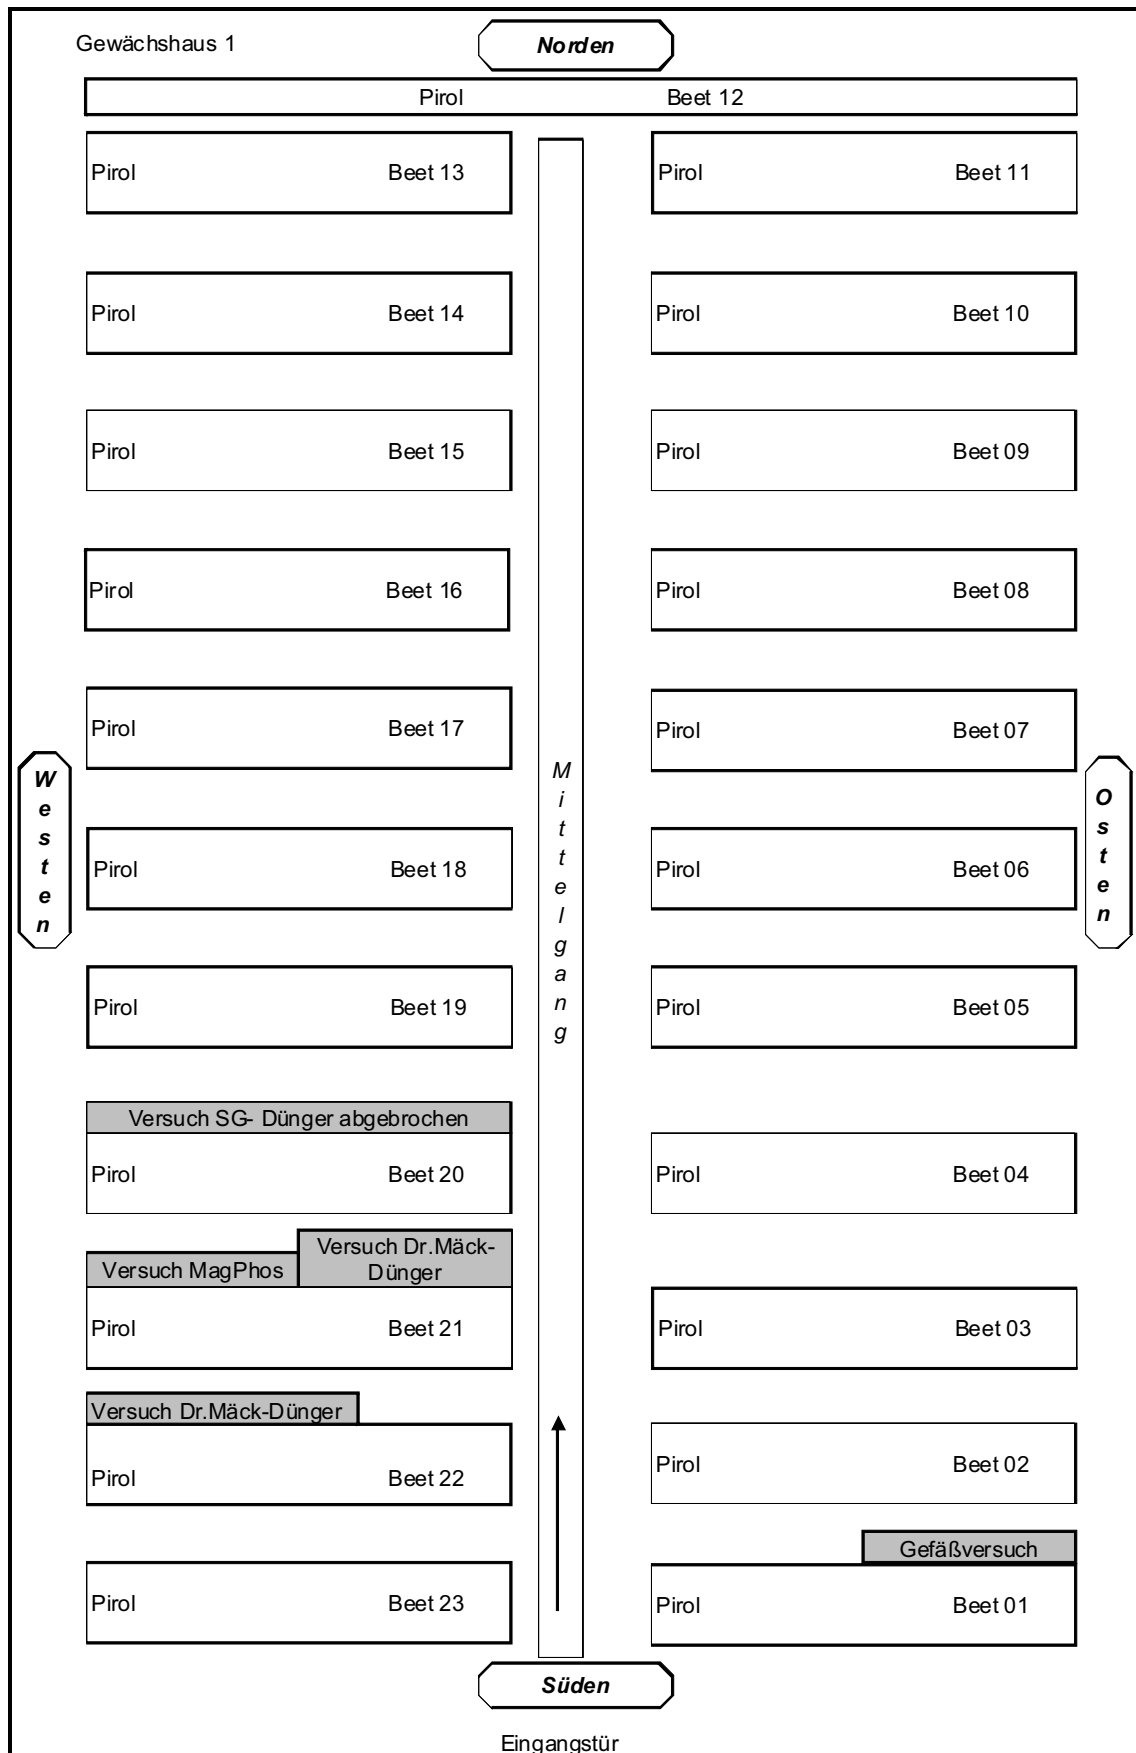 Gewächshaus 1
Norden
Pirol Beet 12
Pirol Beet 13
Pirol Beet 11
Pirol Beet 14
Pirol Beet 10
Pirol Beet 15
Pirol Beet 09
Pirol Beet 16
Pirol Beet 08
Pirol Beet 17
Pirol Beet 07
Westen
Mittelgang
Osten
Pirol Beet 18
Pirol Beet 06
Pirol Beet 19
Pirol Beet 05
Versuch SG- Dünger abgebrochen
Pirol Beet 20
Pirol Beet 04
Versuch MagPhos
Versuch Dr.Mäck-
Dünger
Pirol Beet 21
Pirol Beet 03
Versuch Dr.Mäck-Dünger
Pirol Beet 22
Pirol Beet 02
Gefäßversuch
Pirol Beet 23
Pirol Beet 01
Süden
Eingangstür